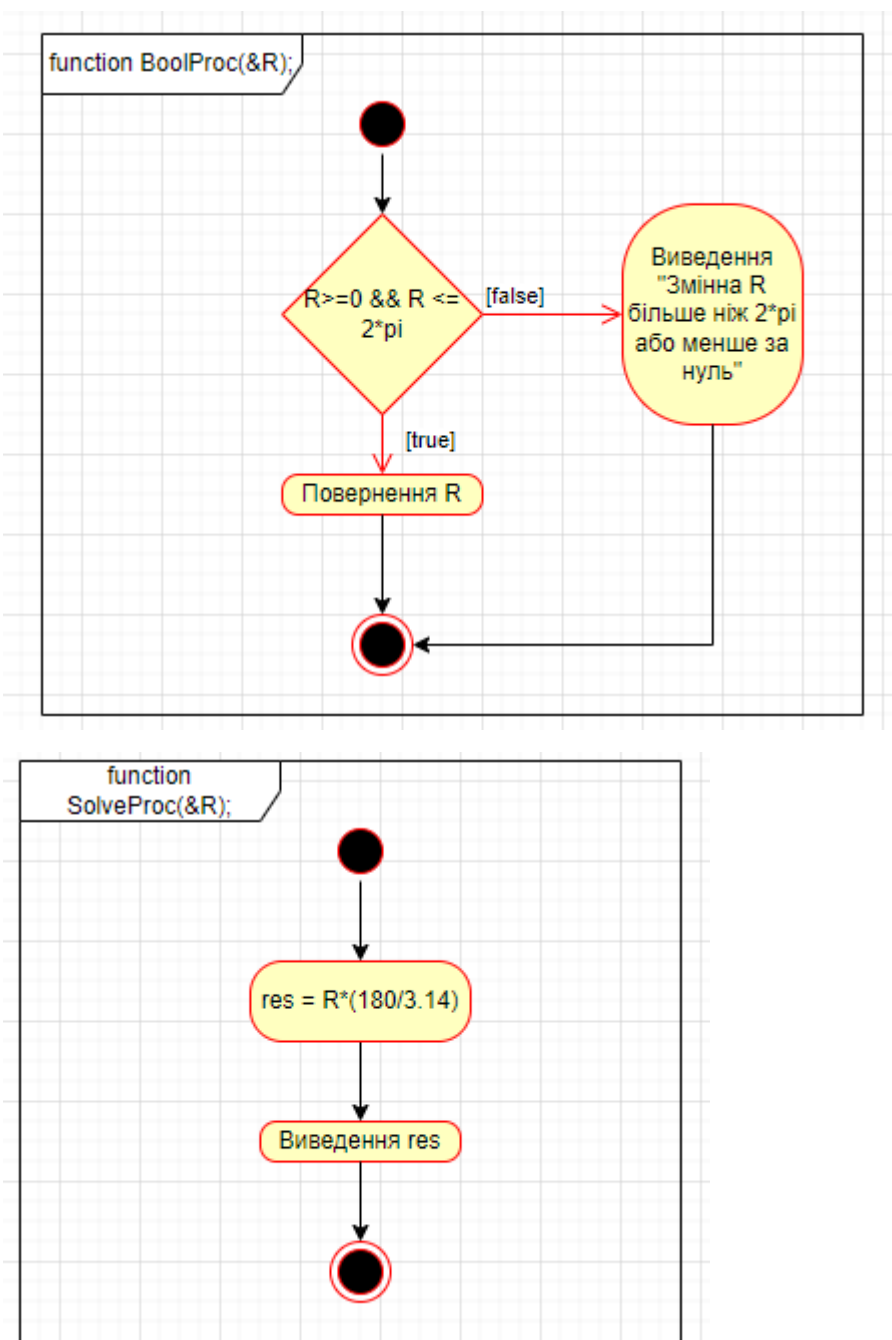 function BoolProc(&R);
R>=0 && R <=
2*pi
[false]
Виведення
"Змінна R
більше ніж 2*pi
або менше за
нуль"
[true]
Повернення R
function
SolveProc(&R);
res = R*(180/3.14)
Виведення res